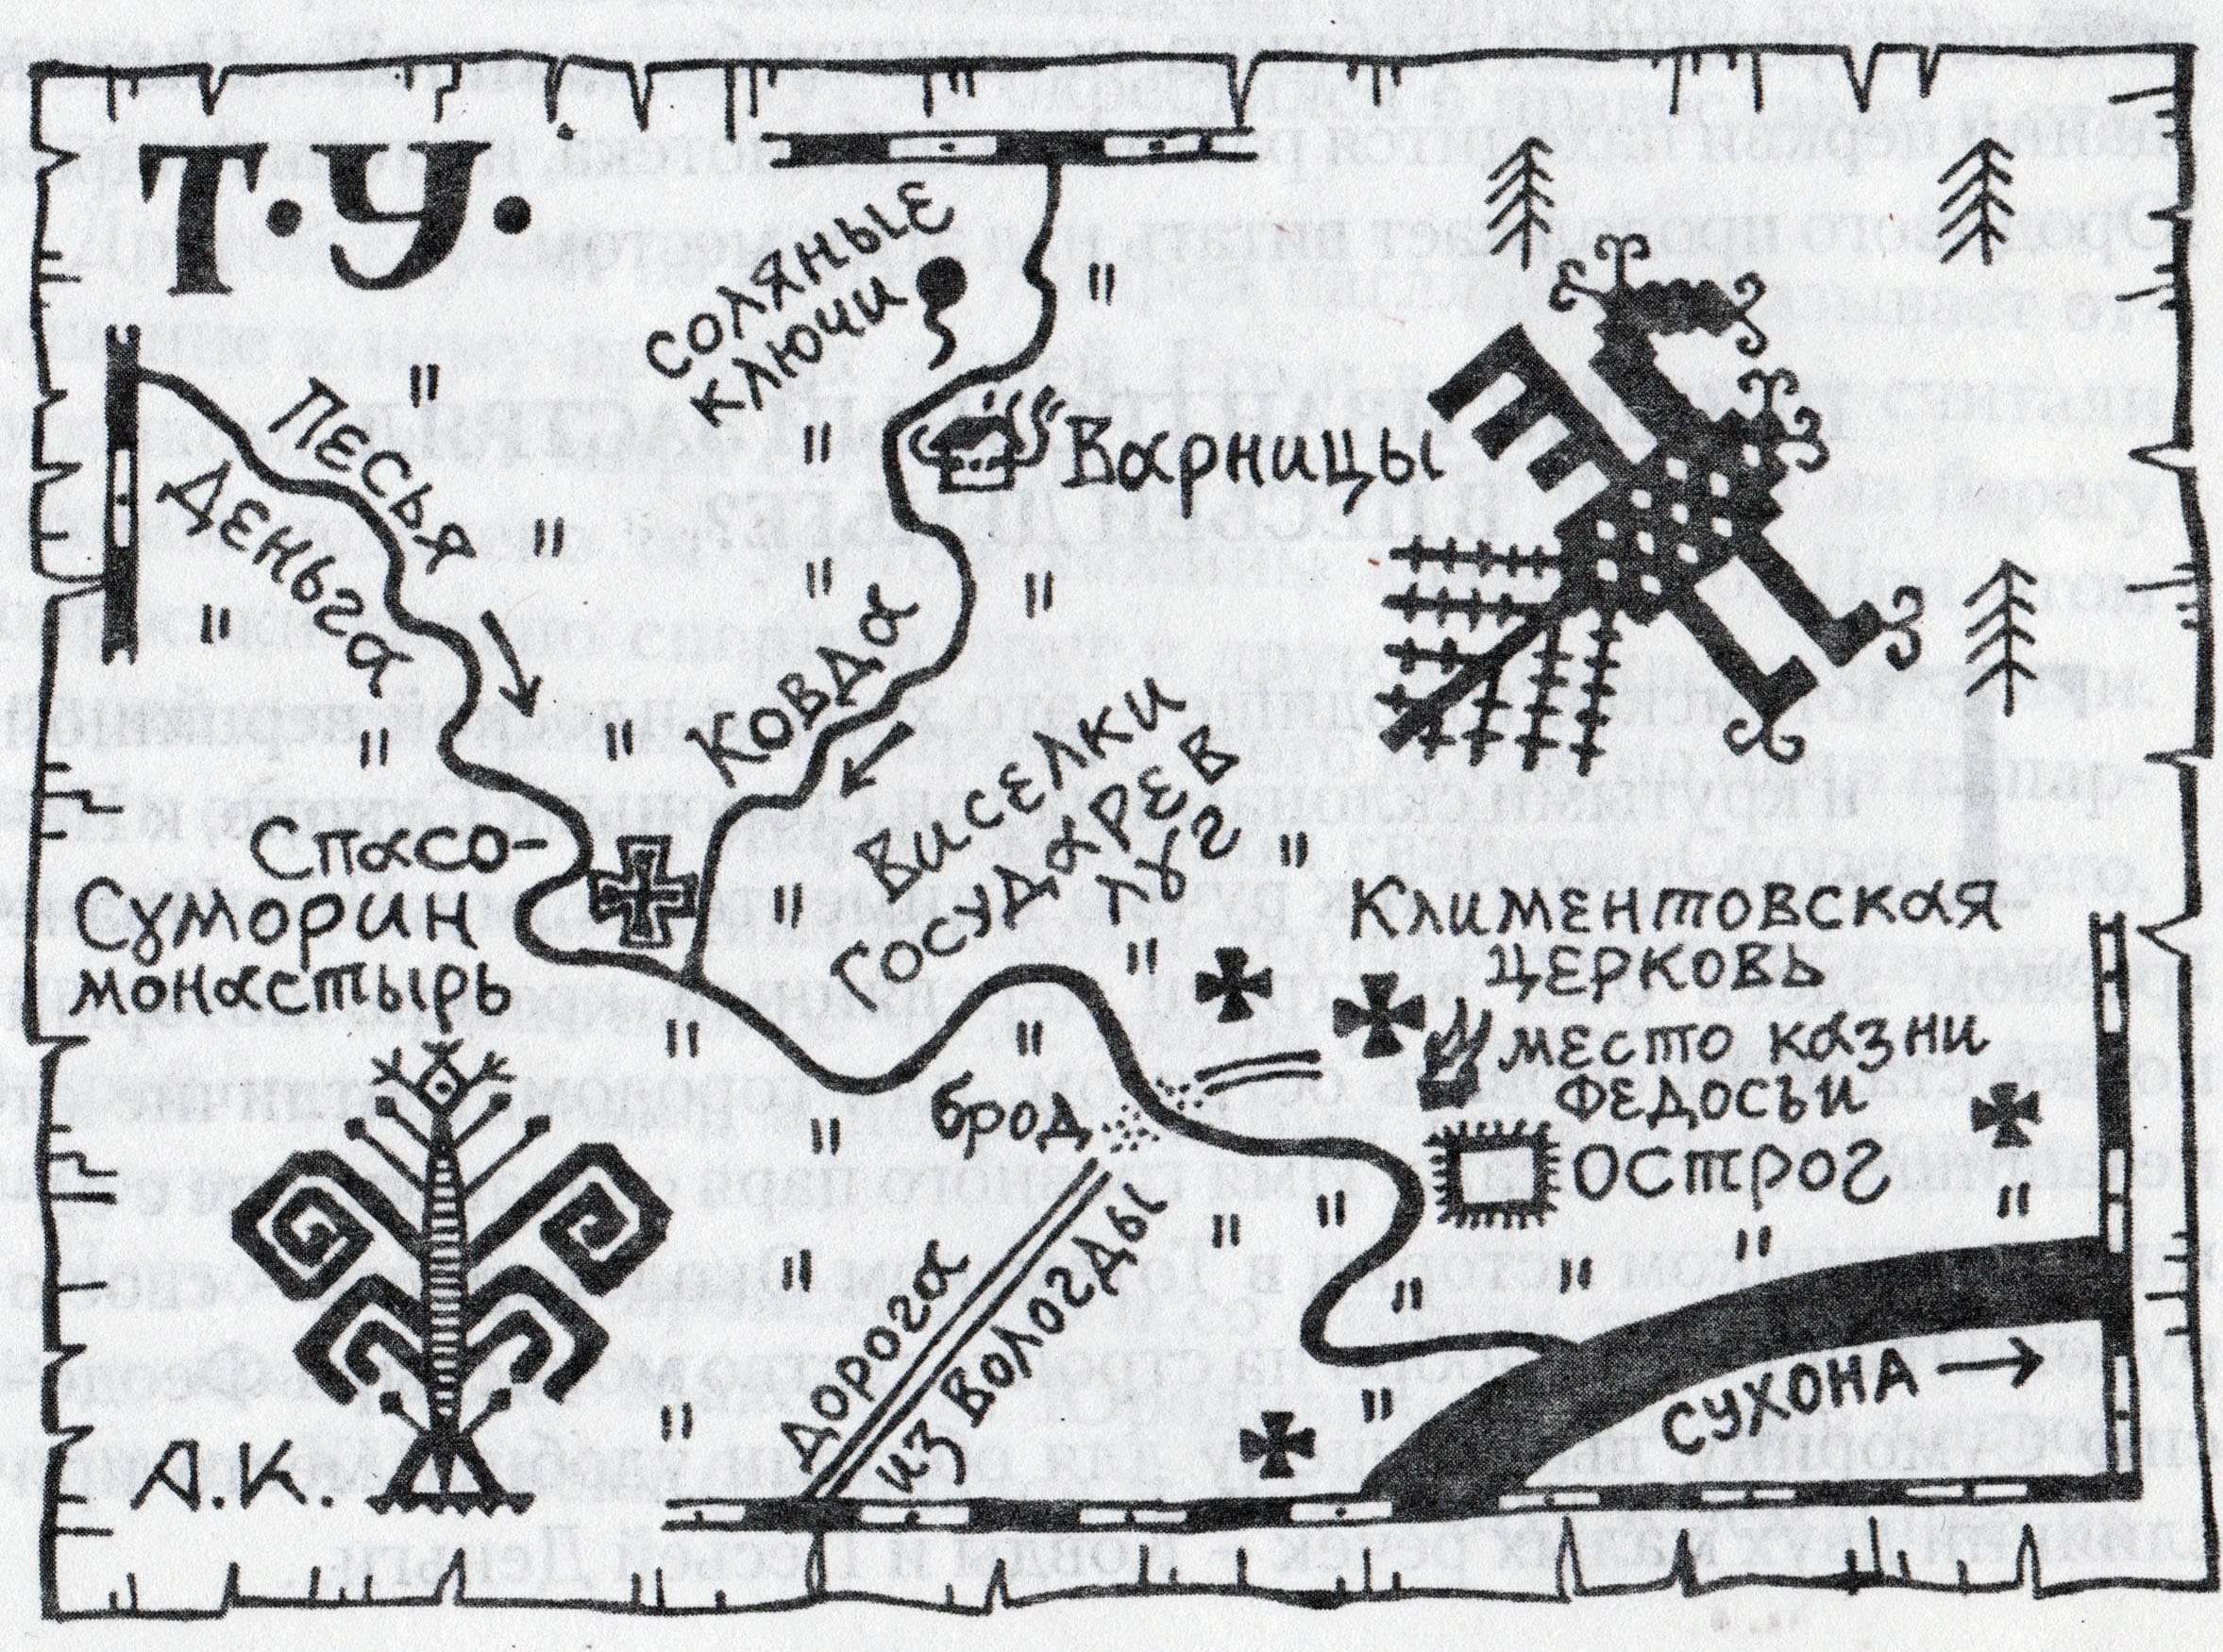 Т.У.
СОЛЯНЫЕ
КЛЮЧИ
Песья
Деньга
Варницы
Ковда
Виселки
Государев
луг
Спасо-
Суморин
монастырь
Климентовская
церковь
место казни
Федосьи
острог
брод
дорога
из Вологды
СУХОНА
А.К.